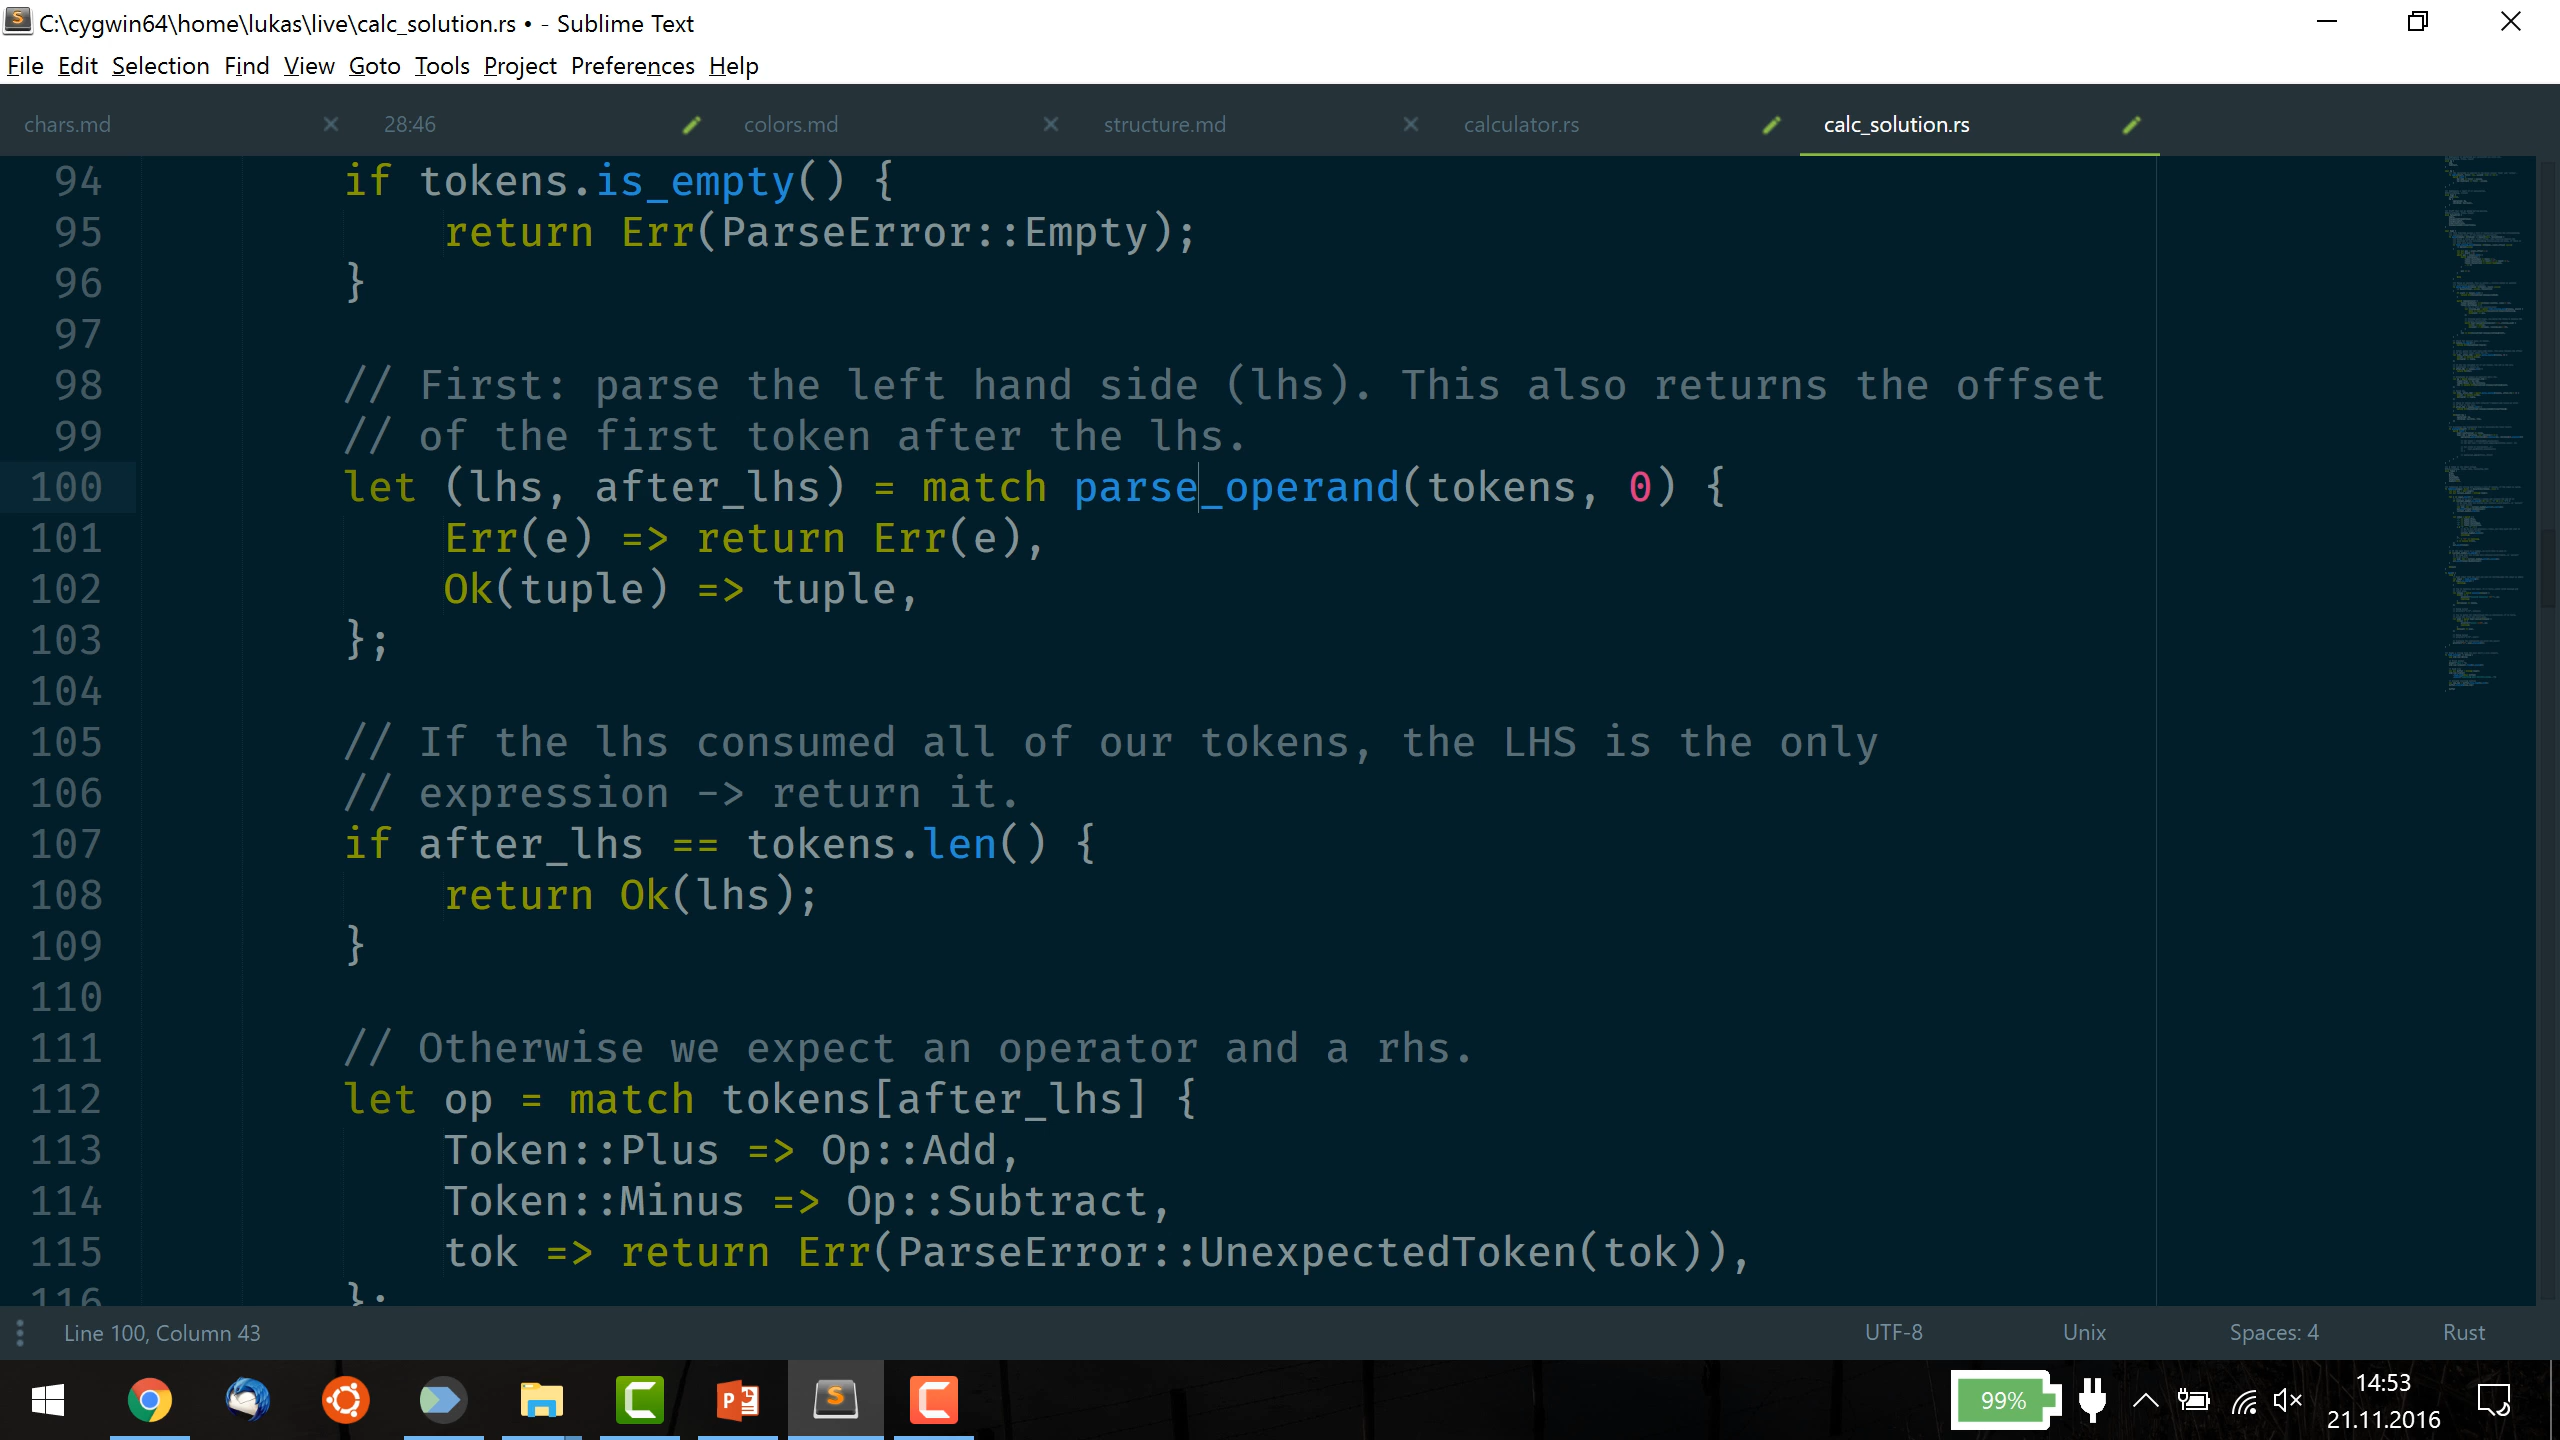 C:\cygwin64\home\lukas\live\calc_solution.rs • - Sublime Text
File Edit Selection Find View Goto Tools Project Preferences Help
chars.md 28:46 colors.md structure.md calculator.rs calc_solution.rs
94 if tokens.is_empty() {
95 return Err(ParseError::Empty);
96 }
97
98 // First: parse the left hand side (lhs). This also returns the offset
99 // of the first token after the lhs.
100 let (lhs, after_lhs) = match parse_operand(tokens, 0) {
101 Err(e) => return Err(e),
102 Ok(tuple) => tuple,
103 };
104
105 // If the lhs consumed all of our tokens, the LHS is the only
106 // expression -> return it.
107 if after_lhs == tokens.len() {
108 return Ok(lhs);
109 }
110
111 // Otherwise we expect an operator and a rhs.
112 let op = match tokens[after_lhs] {
113 Token::Plus => Op::Add,
114 Token::Minus => Op::Subtract,
115 tok => return Err(ParseError::UnexpectedToken(tok)),
116 };
Line 100, Column 43 UTF-8 Unix Spaces: 4 Rust
99% 14:53
21.11.2016